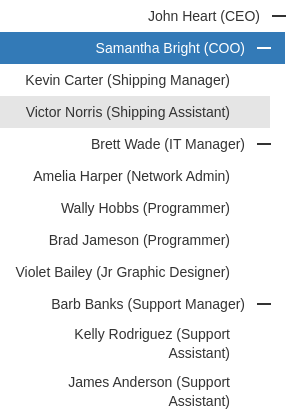 John Heart (CEO)
Samantha Bright (COO)
Kevin Carter (Shipping Manager)
Victor Norris (Shipping Assistant)
Brett Wade (IT Manager)
Amelia Harper (Network Admin)
Wally Hobbs (Programmer)
Brad Jameson (Programmer)
Violet Bailey (Jr Graphic Designer)
Barb Banks (Support Manager)
Kelly Rodriguez (Support
Assistant)
James Anderson (Support
Assistant)